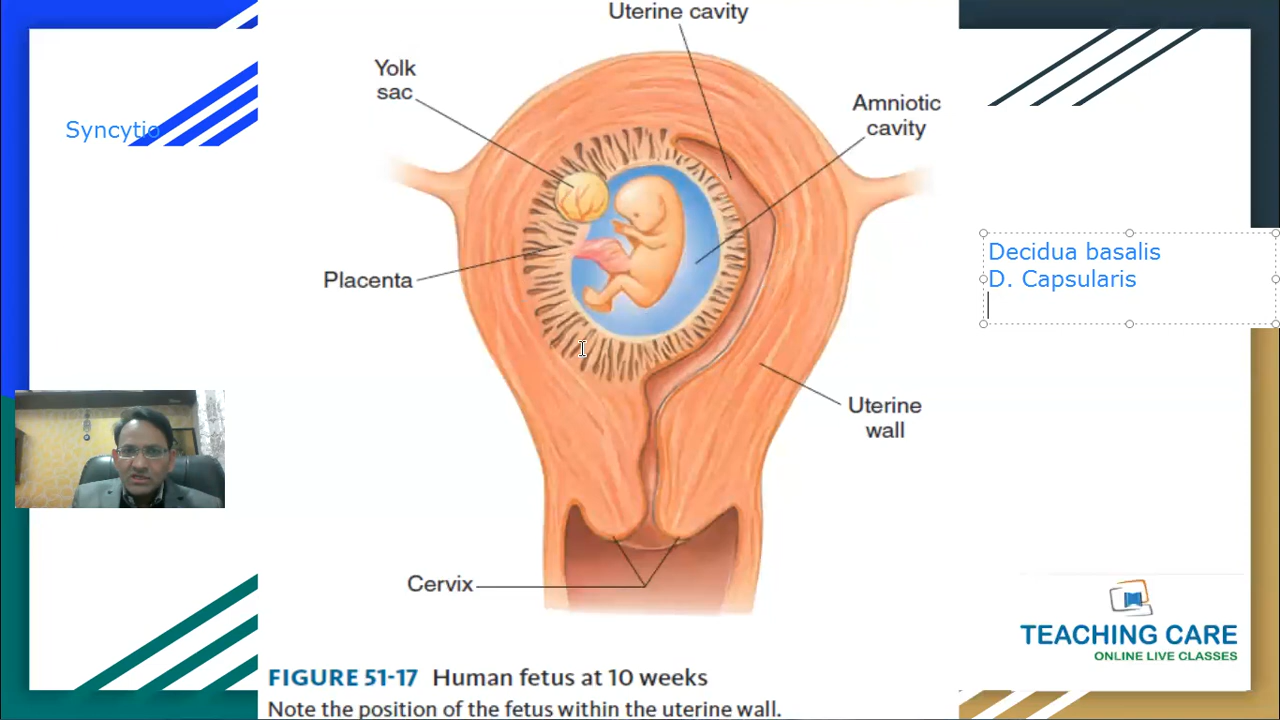 Uterine cavity
Yolk
sac
Amniotic
cavity
Syncytio
Decidua basalis
D. Capsularis
Placenta
Uterine
wall
Cervix
TEACHING CARE
ONLINE LIVE CLASSES
FIGURE 51-17 Human fetus at 10 weeks
Note the position of the fetus within the uterine wall.